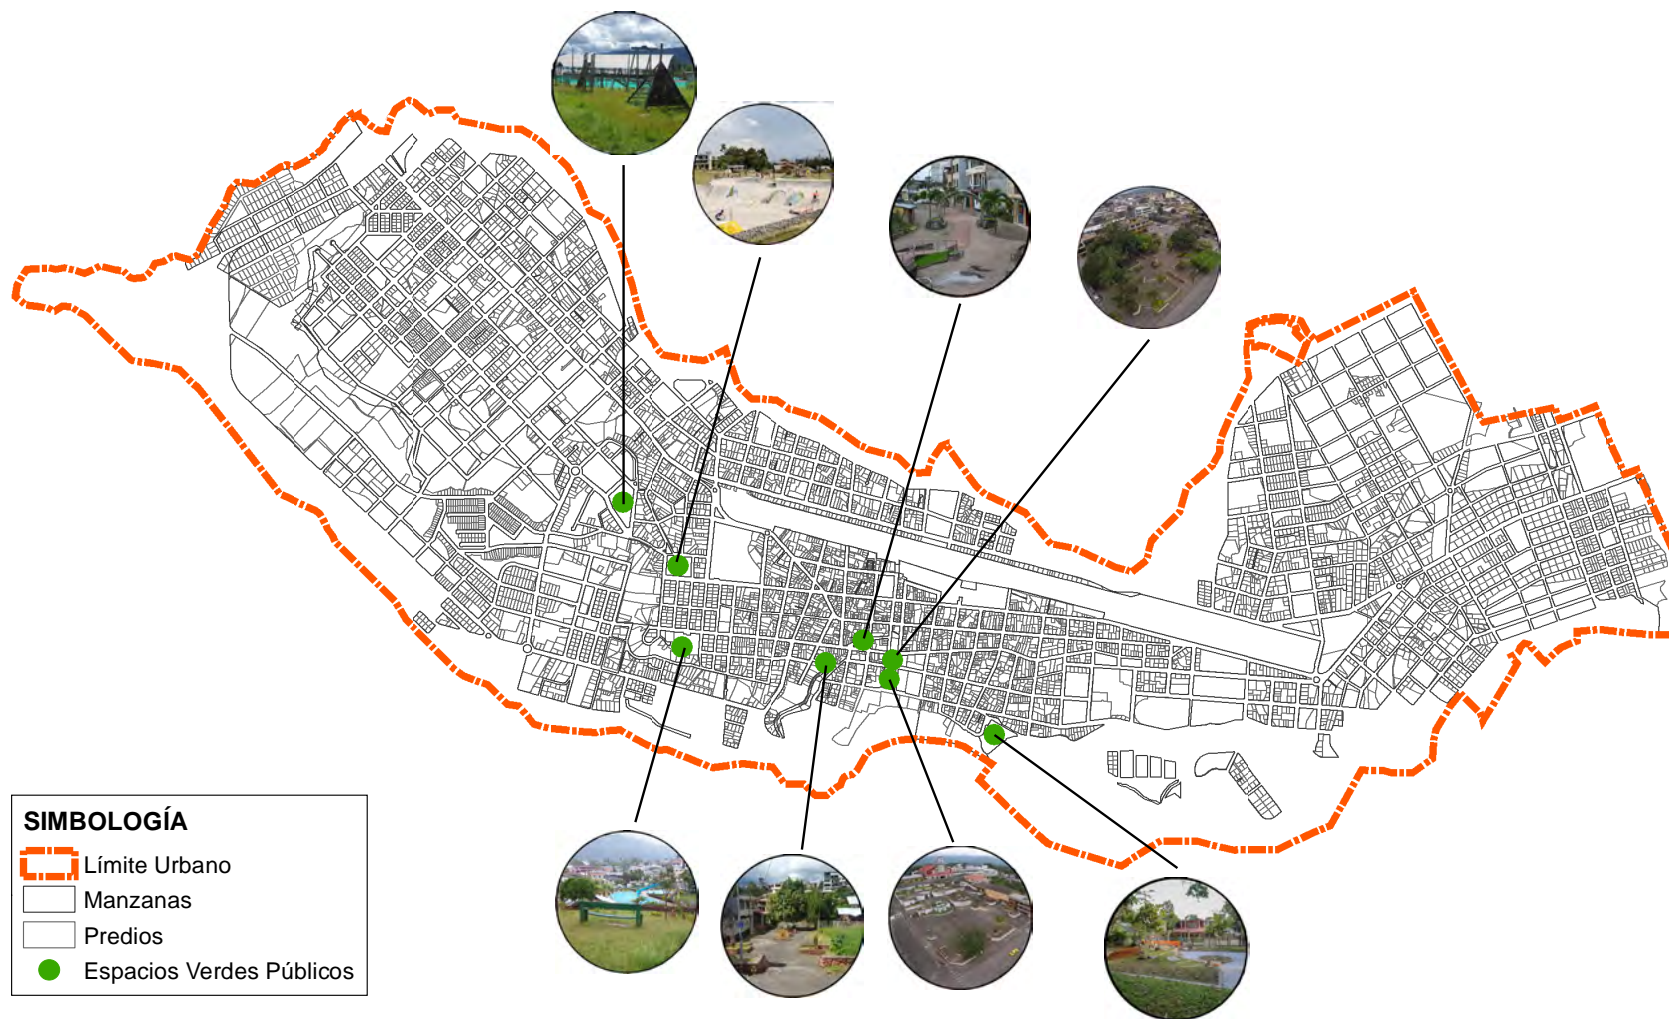 SIMBOLOGÍA
Límite Urbano
Manzanas
Predios
Espacios Verdes Públicos